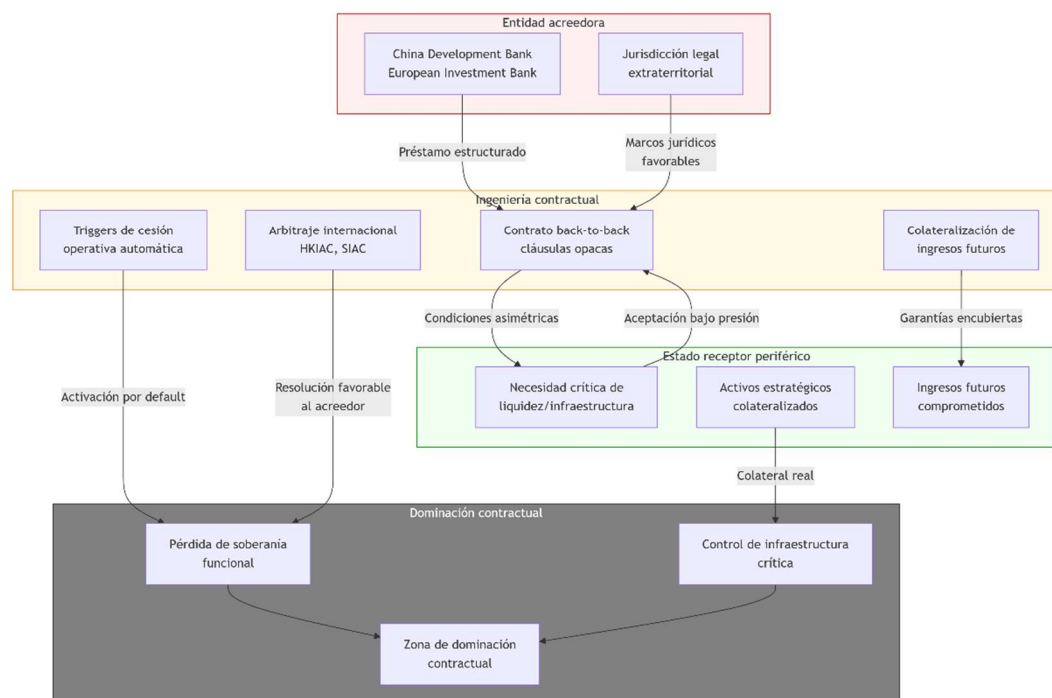 Entidad acreedora
China Development Bank
European Investment Bank
Jurisdicción legal
extraterritorial
Préstamo estructurado
Marcos jurídicos
favorables
Ingeniería contractual
Triggers de cesión
operativa automática
Arbitraje internacional
HKIAC, SIAC
Contrato back-to-back
cláusulas opacas
Colateralización de
ingresos futuros
Condiciones asimétricas
Aceptación bajo presión
Garantías encubiertas
Estado receptor periférico
Activación por default
Resolución favorable
al acreedor
Necesidad crítica de
liquidez/infraestructura
Activos estratégicos
colateralizados
Ingresos futuros
comprometidos
Colateral real
Dominación contractual
Pérdida de soberanía
funcional
Control de infraestructura
crítica
Zona de dominación
contractual